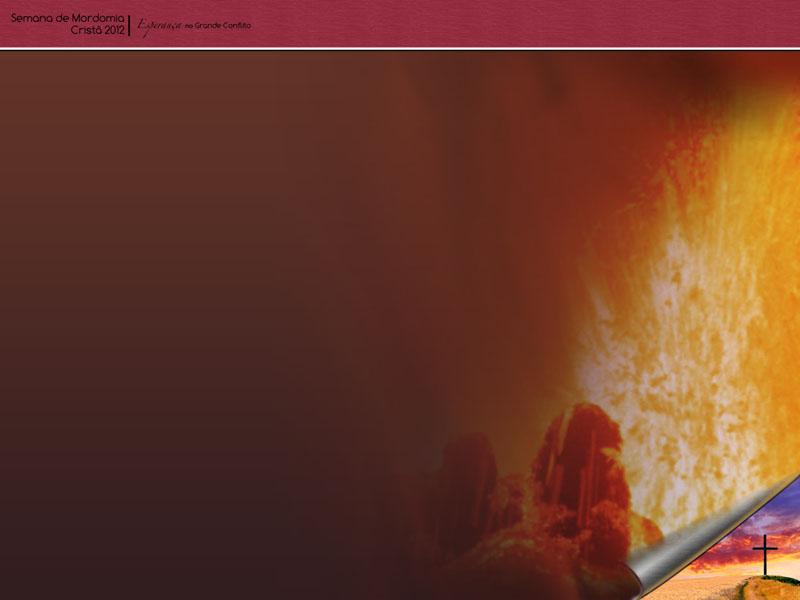 Semana de Mordomia
Cristã 2012
Esperança no Grande Conflito